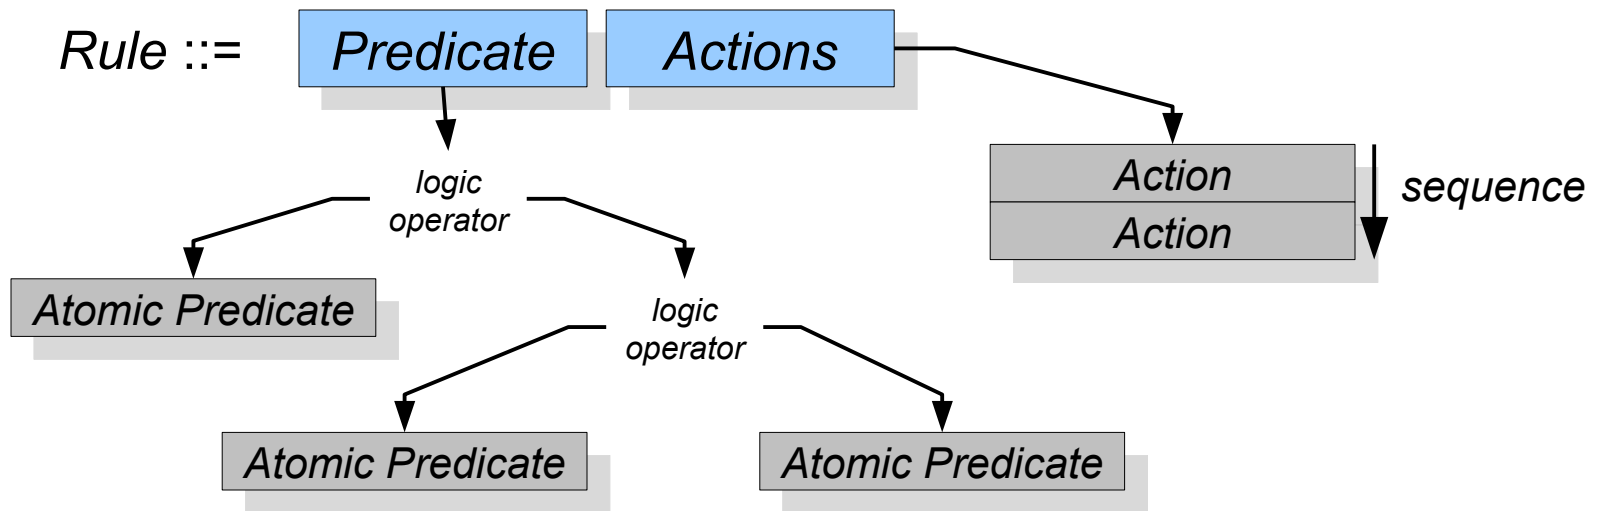 Rule ::= Predicate Actions
logic
operator
Action
Action
sequence
Atomic Predicate
logic
operator
Atomic Predicate
Atomic Predicate